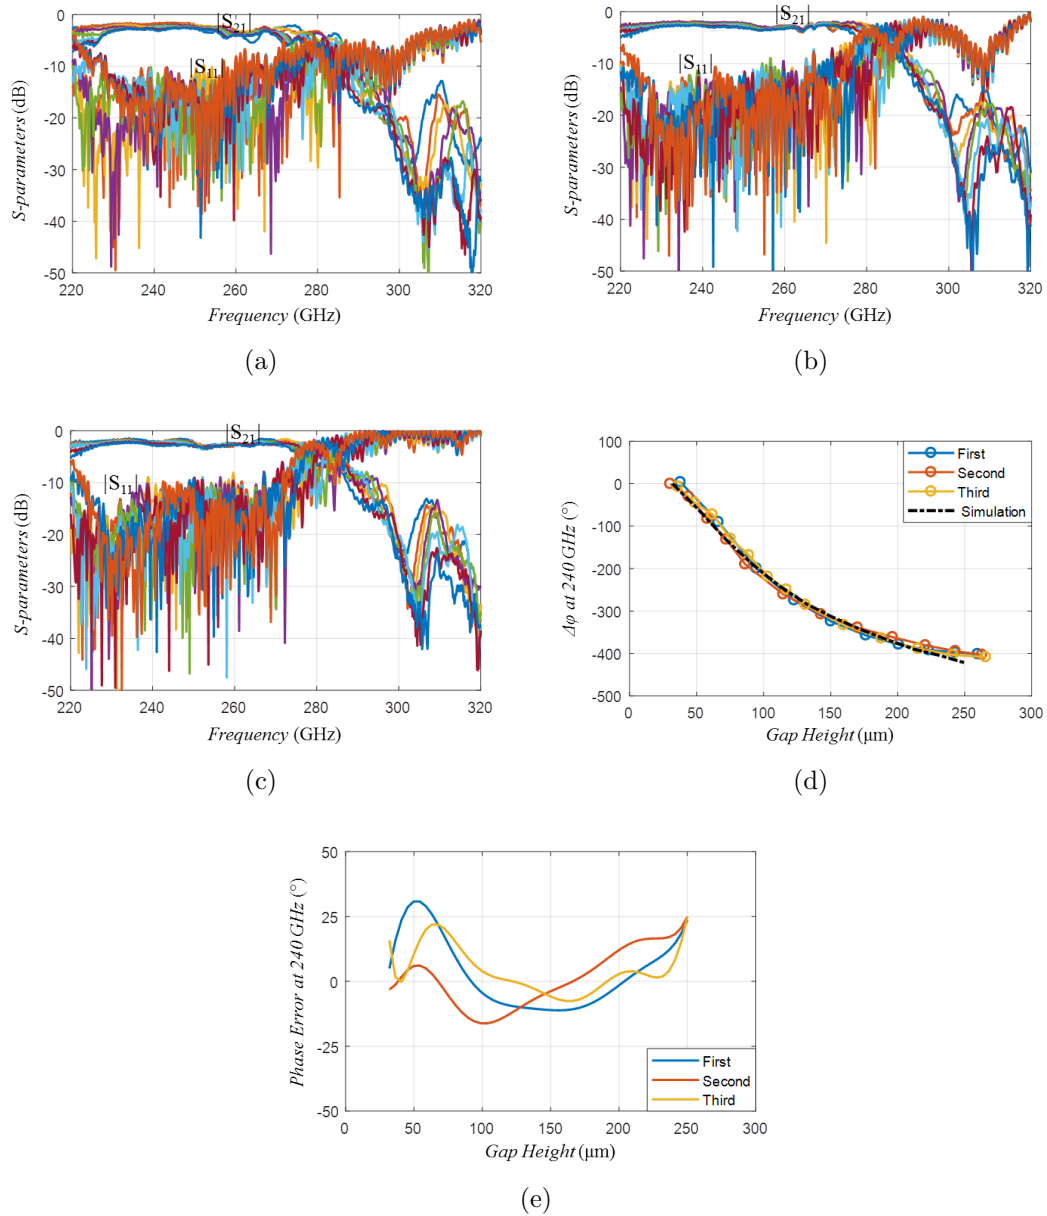 0
-10
-20
-30
-40
-50
220 240 260 280 300 320
S-parameters (dB)
Frequency (GHz)
|S21|
|S11|
(a)
0
-10
-20
-30
-40
-50
220 240 260 280 300 320
S-parameters (dB)
Frequency (GHz)
|S21|
|S11|
(b)
0
-10
-20
-30
-40
-50
220 240 260 280 300 320
S-parameters (dB)
Frequency (GHz)
|S21|
|S11|
(c)
100
0
-100
-200
-300
-400
-500
0 50 100 150 200 250 300
Δφ at 240 GHz (°)
Gap Height (μm)
First
Second
Third
Simulation
(d)
50
25
0
-25
-50
0 50 100 150 200 250 300
Phase Error at 240 GHz (°)
Gap Height (μm)
First
Second
Third
(e)